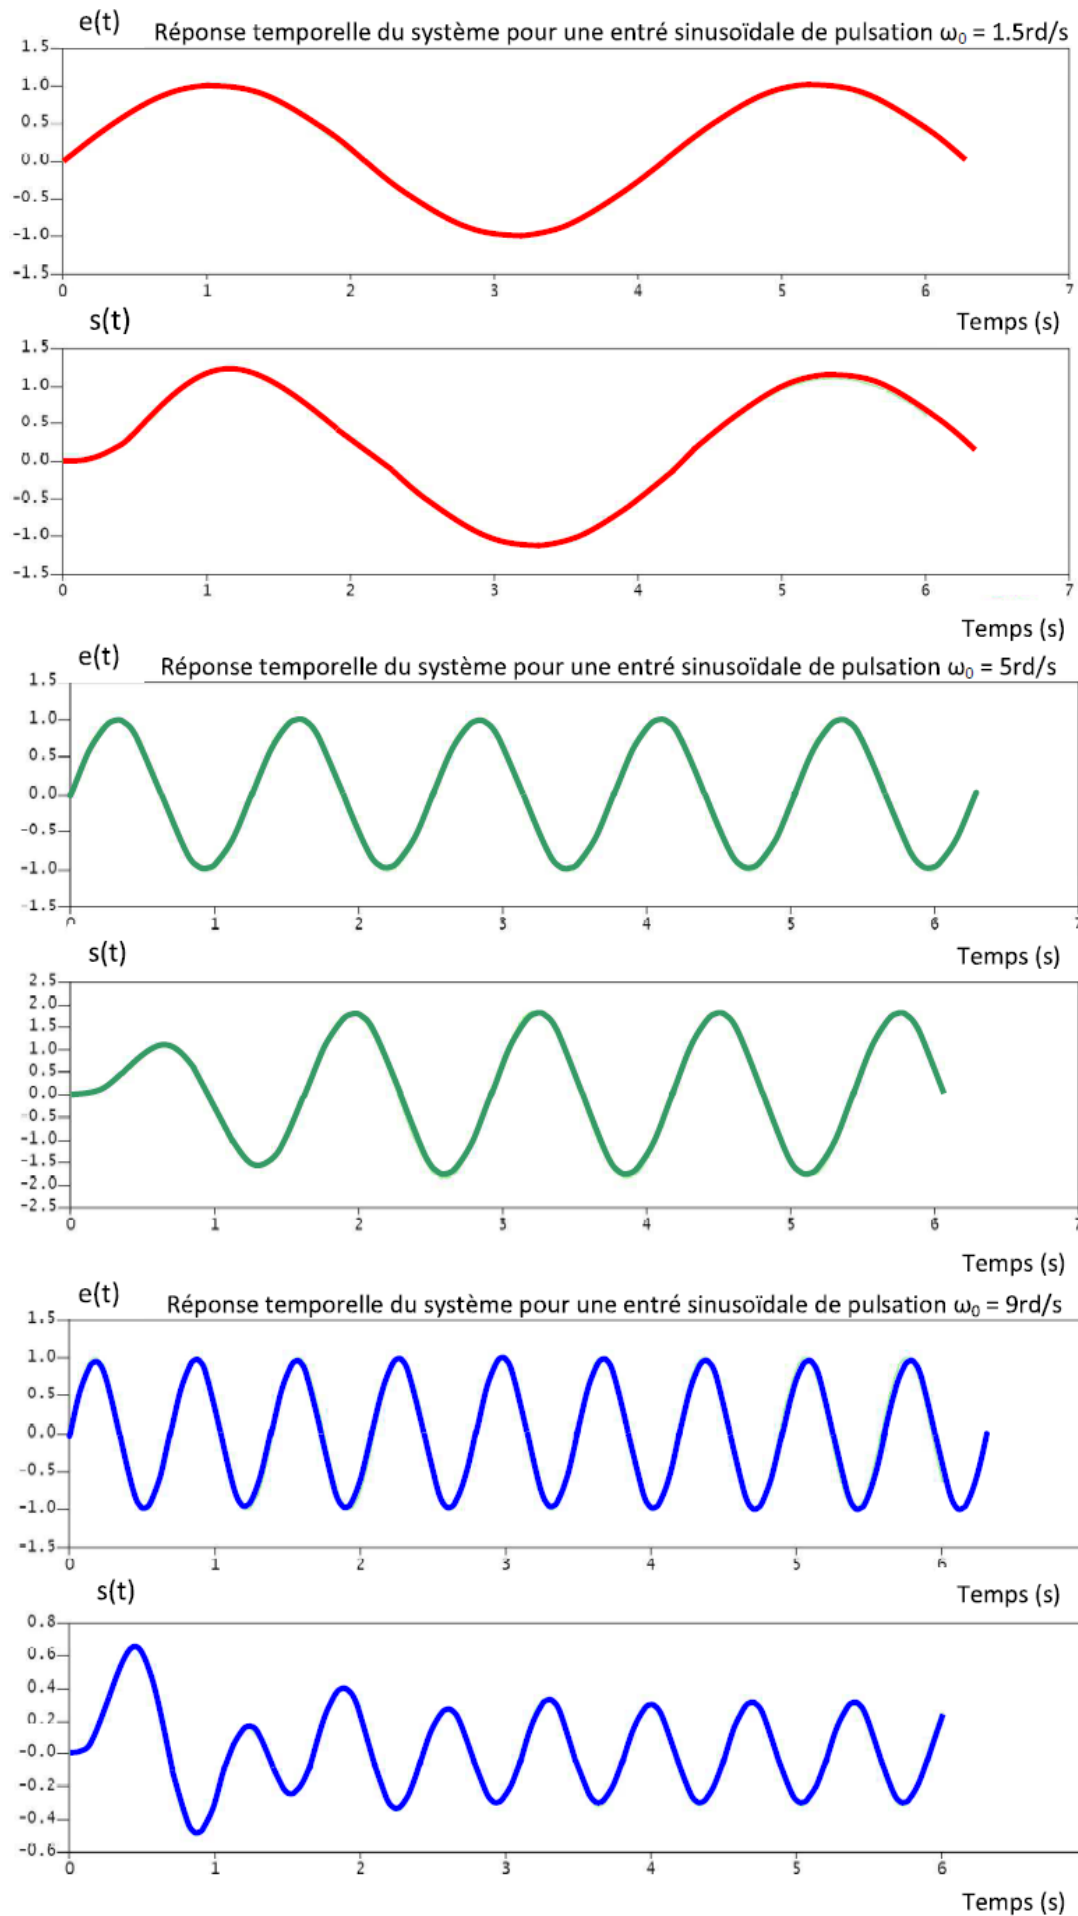 e(t) Réponse temporelle du système pour une entré sinusoïdale de pulsation ω₀ = 1.5rd/s
1.5
1.0
0.5
0.0
-0.5
-1.0
-1.5
0 1 2 3 4 5 6 7
Temps (s)
s(t)
1.5
1.0
0.5
0.0
-0.5
-1.0
-1.5
0 1 2 3 4 5 6 7
Temps (s)
e(t) Réponse temporelle du système pour une entré sinusoïdale de pulsation ω₀ = 5rd/s
1.5
1.0
0.5
0.0
-0.5
-1.0
-1.5
1 2 3 4 5 6
Temps (s)
s(t)
2.5
2.0
1.5
1.0
0.5
0.0
-0.5
-1.0
-1.5
-2.0
-2.5
0 1 2 3 4 5 6
Temps (s)
e(t) Réponse temporelle du système pour une entré sinusoïdale de pulsation ω₀ = 9rd/s
1.5
1.0
0.5
0.0
-0.5
-1.0
-1.5
0 1 2 3 4 5
Temps (s)
s(t)
0.8
0.6
0.4
0.2
-0.0
-0.2
-0.4
-0.6
0 1 2 3 4 5 6
Temps (s)